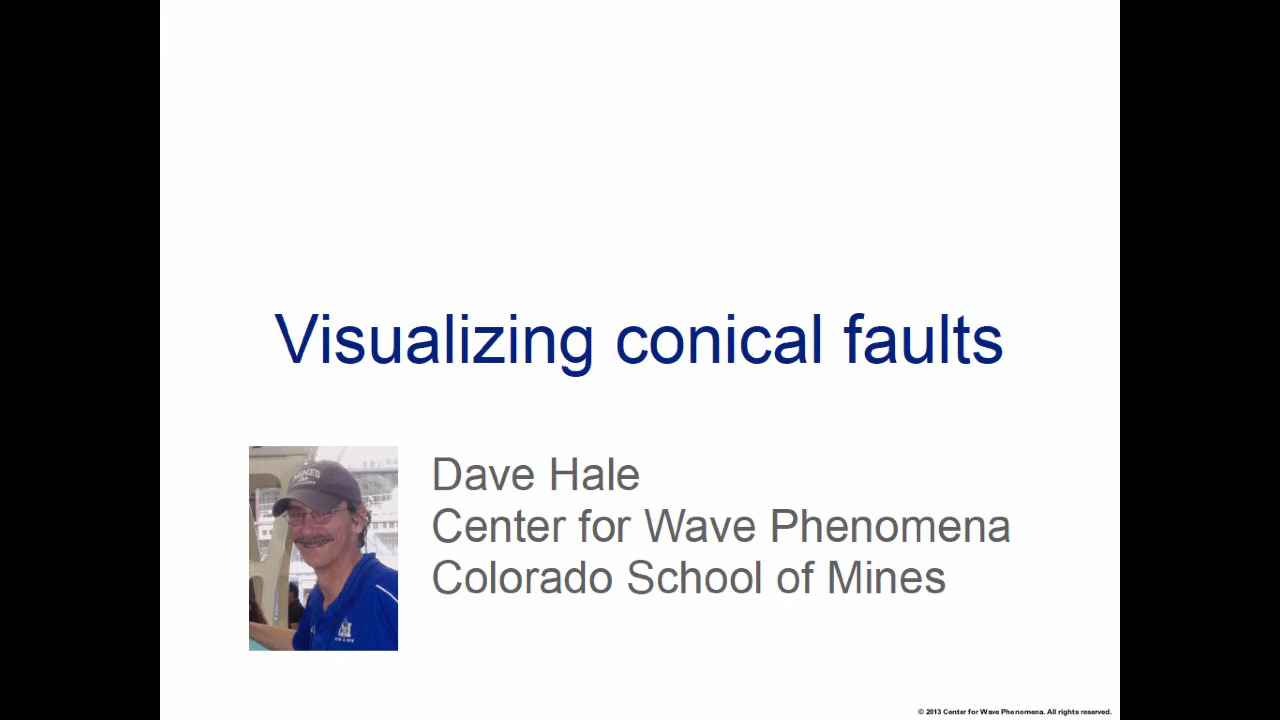 Visualizing conical faults
MINES
Dave Hale
Center for Wave Phenomena
Colorado School of Mines
© 2013 Center for Wave Phenomena. All rights reserved.